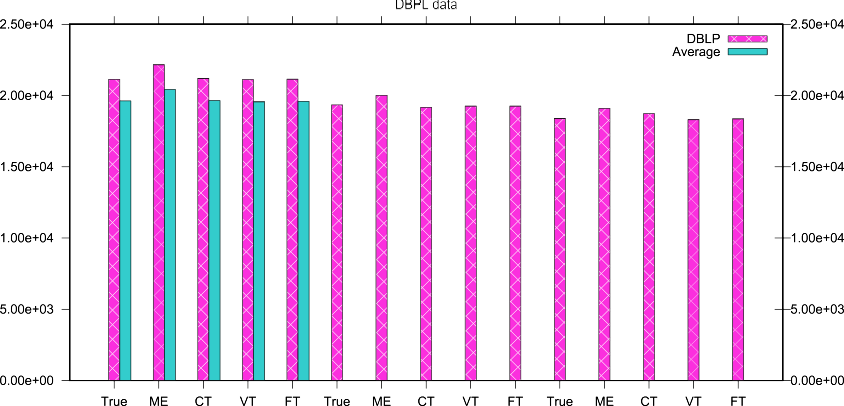 DBPL data
2.50e+04 2.50e+04
DBLP
Average
2.00e+04 2.00e+04
1.50e+04 1.50e+04
1.00e+04 1.00e+04
5.00e+03 5.00e+03
0.00e+00 0.00e+00
True ME CT VT FT True ME CT VT FT True ME CT VT FT